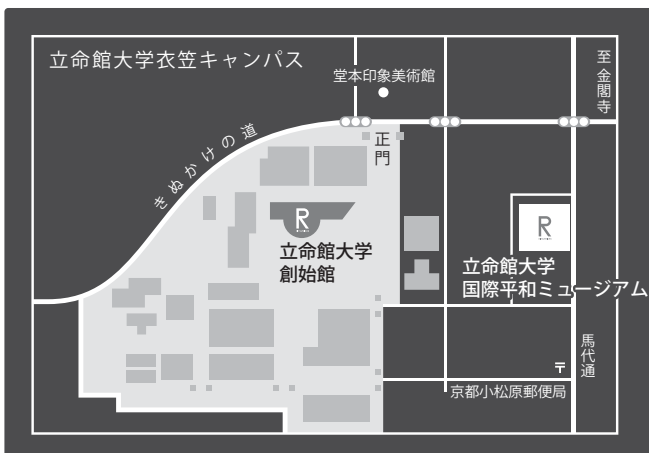 立命館大学衣笠キャンパス
堂本印象美術館
至金閣寺
きぬかけの道
正門
R
立命館大学
創始館
R
立命館大学
国際平和ミュージアム
馬代通
〒
京都小松原郵便局